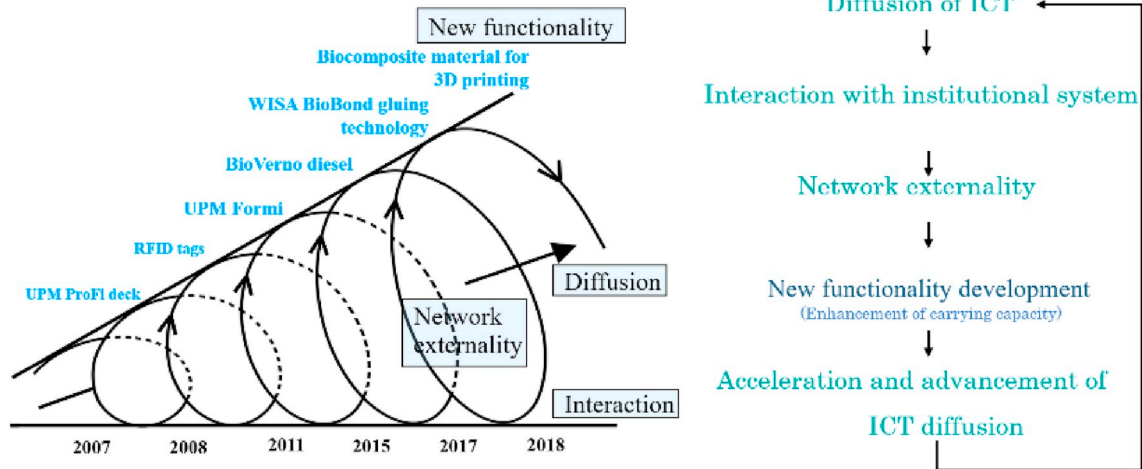 New functionality
Biocomposite material for
3D printing
WISA BioBond gluing
technology
BioVerno diesel
UPM Formi
RFID tags
UPM ProFi deck
Diffusion
Network
externality
Interaction
2007 2008 2011 2015 2017 2018
Diffusion of ICT
Interaction with institutional system
Network externality
New functionality development
(Enhancement of carrying capacity)
Acceleration and advancement of
ICT diffusion